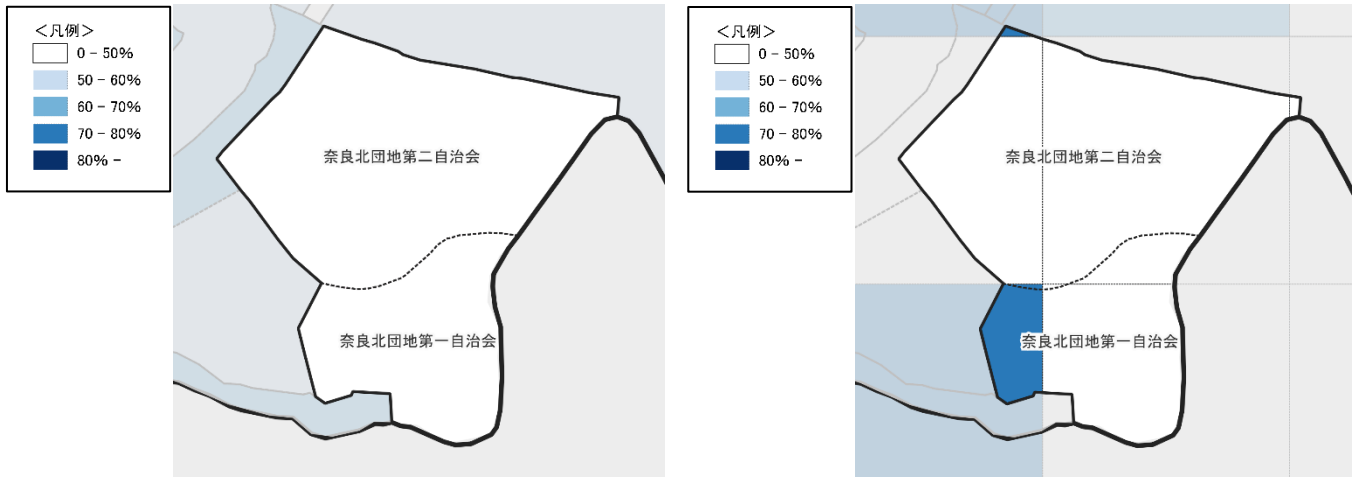 <凡例>
0 – 50%
50 – 60%
60 – 70%
70 – 80%
80% –
奈良北団地第二自治会
奈良北団地第一自治会
<凡例>
0 – 50%
50 – 60%
60 – 70%
70 – 80%
80% –
奈良北団地第二自治会
奈良北団地第一自治会